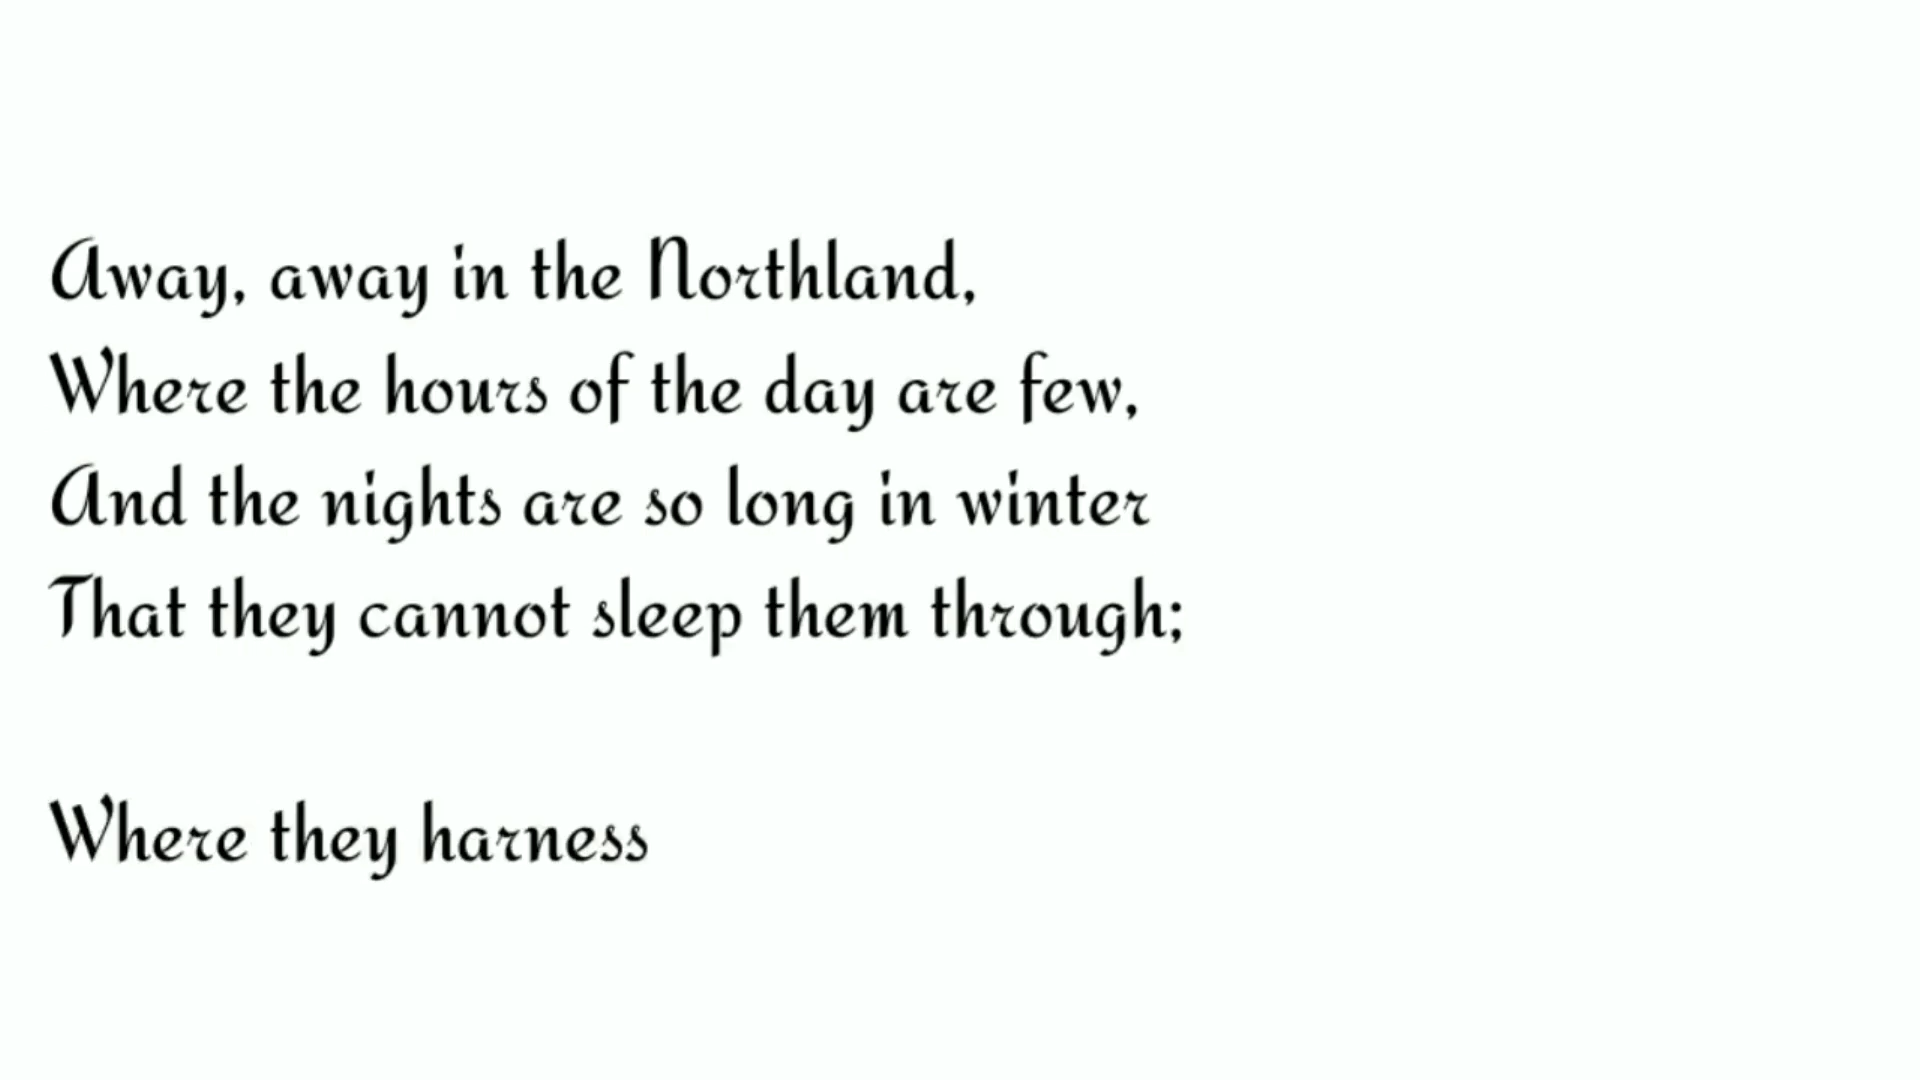 Away, away in the Northland,
Where the hours of the day are few,
And the nights are so long in winter
That they cannot sleep them through;
Where they harness